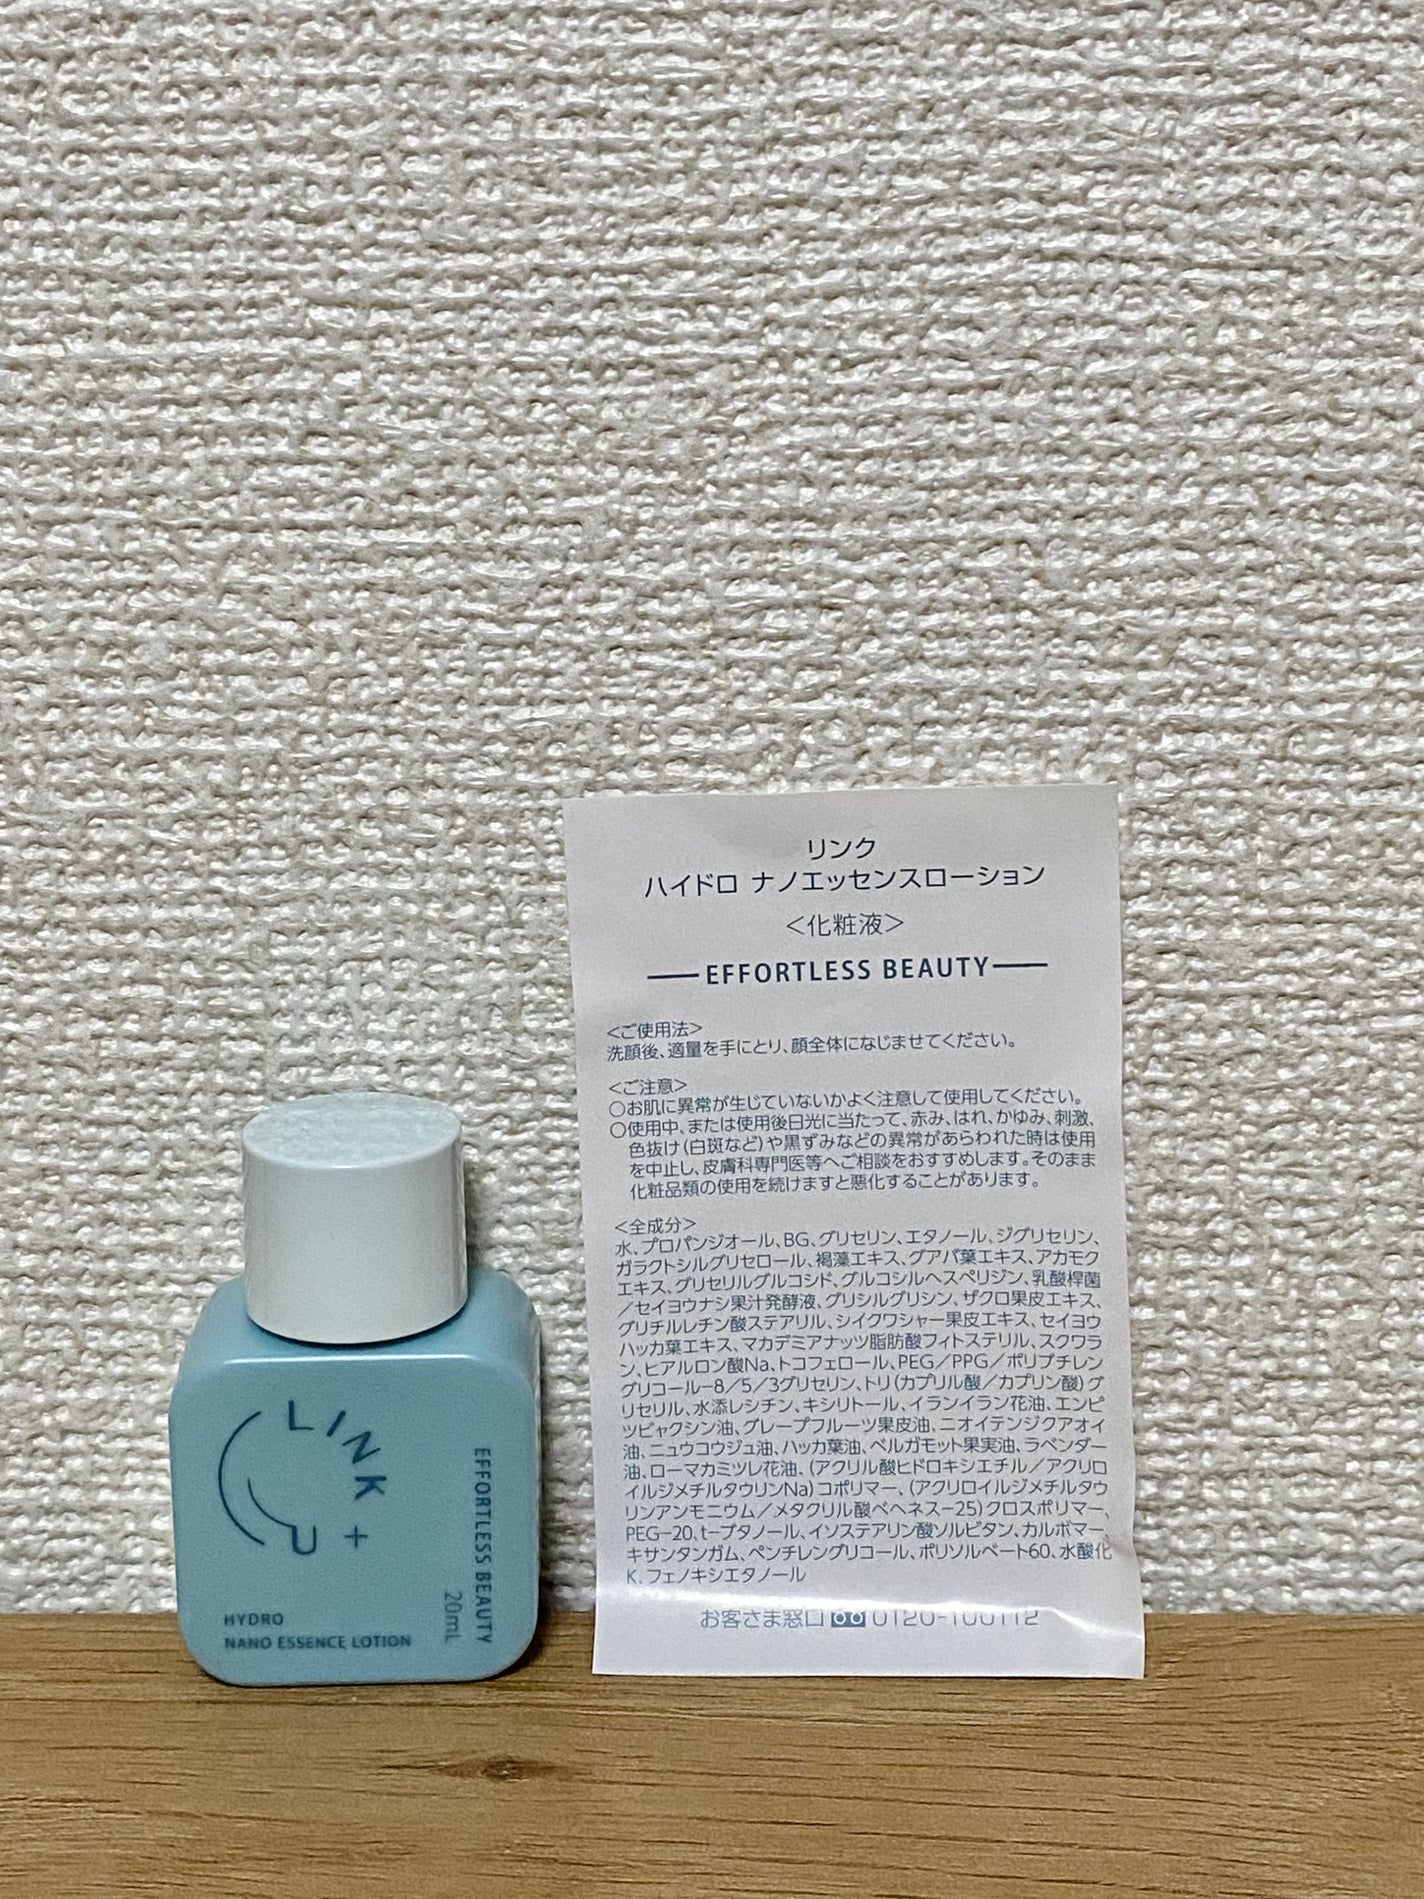 LINK +
EFFORTLESS BEAUTY
20mL
HYDRO
NANO ESSENCE LOTION
リンク
ハイドロ ナノエッセンスローション
＜化粧液＞
EFFORTLESS BEAUTY
＜ご使用法＞
洗顔後、適量を手にとり、顔全体になじませてください。
＜ご注意＞
○お肌に異常が生じていないかよく注意して使用してください。
○使用中、または使用後日光に当たって、赤み、はれ、かゆみ、刺激、
色抜け(白斑など)や黒ずみなどの異常があらわれた時は使用
を中止し、皮膚科専門医等へご相談をおすすめします。そのまま
化粧品類の使用を続けますと悪化することがあります。
＜全成分＞
水、プロパンジオール、BG、グリセリン、エタノール、ジグリセリン、
ガラクトシルグリセロール、褐藻エキス、グアバ葉エキス、アカモク
エキス、グリセリルグルコシド、グルコシルヘスペリジン、乳酸桿菌
／セイヨウナシ果汁発酵液、グリシルグリシン、ザクロ果皮エキス、
グリチルレチン酸ステアリル、シイクワシャー果皮エキス、セイヨウ
ハッカ葉エキス、マカデミアナッツ脂肪酸フィトステリル、スクワラ
ン、ヒアルロン酸Na、トコフェロール、PEG／PPG／ポリブチレン
グリコール-8／5／3グリセリン、トリ(カプリル酸／カプリン酸)グ
リセリル、水添レシチン、キシリトール、イランイラン花油、エンピ
ツビャクシン油、グレープフルーツ果皮油、ニオイテンジクアオイ
油、ニュウコウジュ油、ハッカ葉油、ベルガモット果実油、ラベンダー
油、ローマカミツレ花油、(アクリル酸ヒドロキシエチル／アクリロ
イルジメチルタウリンNa)コポリマー、(アクリロイルジメチルタウ
リンアンモニウム／メタクリル酸ベヘネス-25)クロスポリマー、
PEG-20、t-ブタノール、イソステアリン酸ソルビタン、カルボマー、
キサンタンガム、ペンチレングリコール、ポリソルベート60、水酸化
K、フェノキシエタノール
お客さま窓口 0120-100112